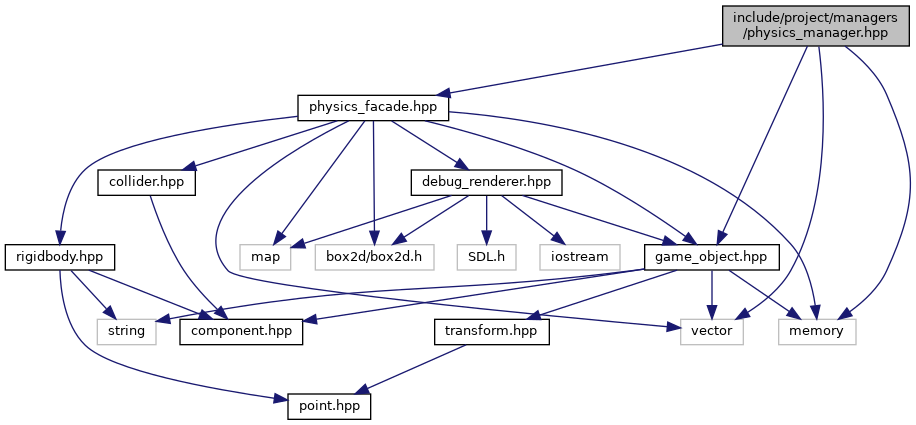 include/project/managers
/physics_manager.hpp
physics_facade.hpp
collider.hpp
debug_renderer.hpp
rigidbody.hpp
map
box2d/box2d.h
SDL.h
iostream
game_object.hpp
string
component.hpp
transform.hpp
vector
memory
point.hpp